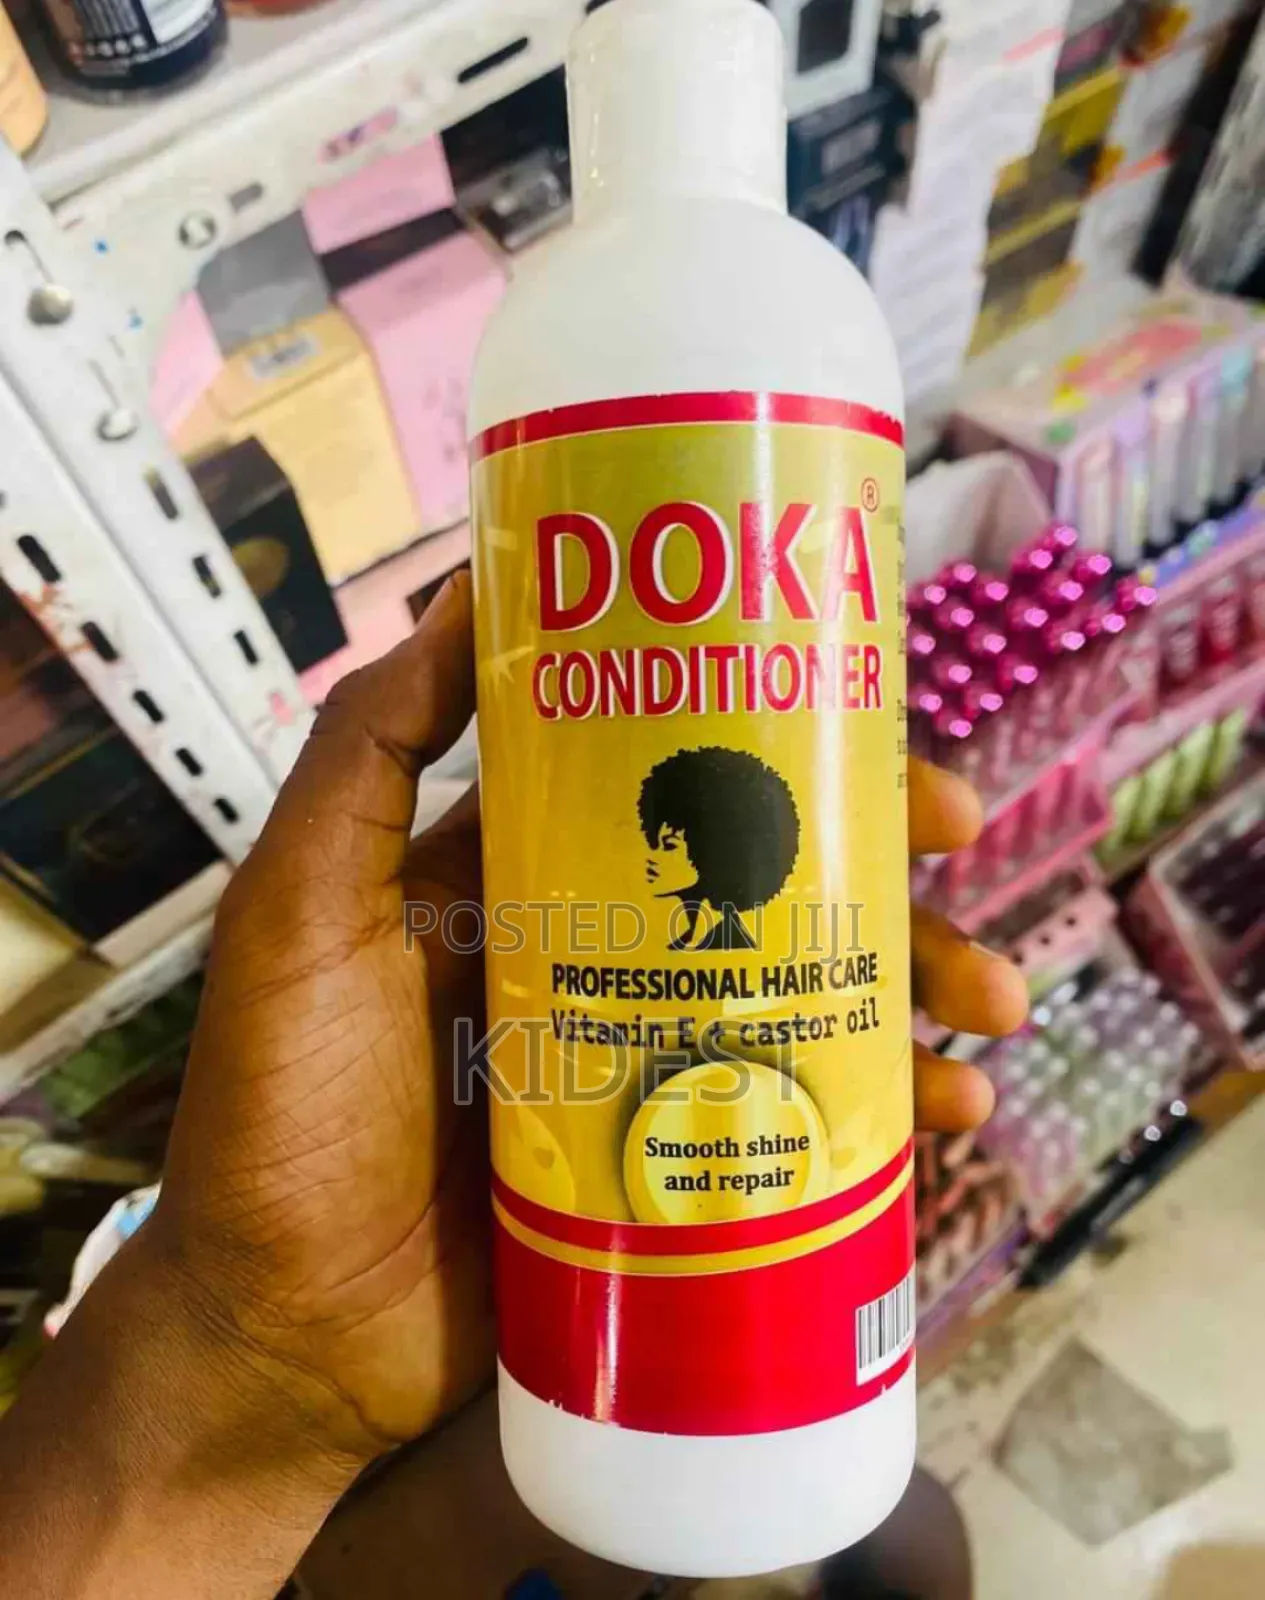 DOKA®
CONDITIONER
POSTED ON JIJI
PROFESSIONAL HAIR CARE
Vitamin E + castor oil
KIDEST
Smooth shine
and repair